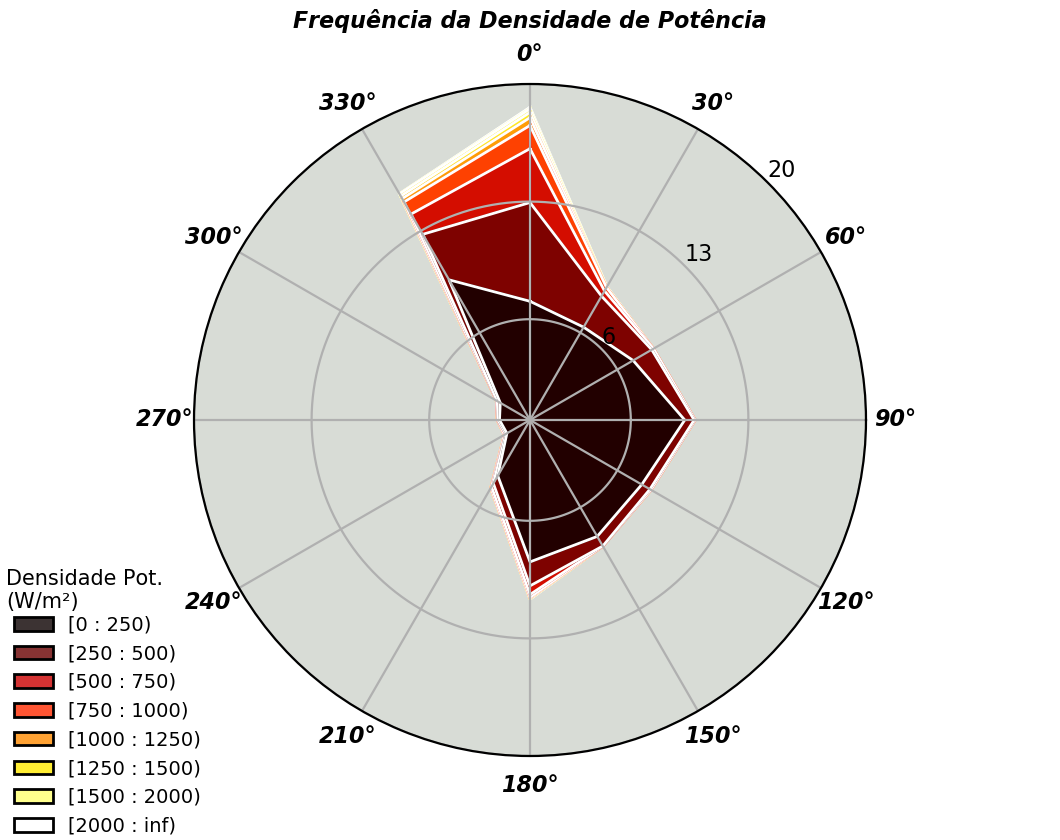 Frequência da Densidade de Potência
0°
330°
30°
20
300°
60°
13
6
270°
90°
240°
120°
210°
150°
180°
Densidade Pot.
(W/m²)
[0 : 250)
[250 : 500)
[500 : 750)
[750 : 1000)
[1000 : 1250)
[1250 : 1500)
[1500 : 2000)
[2000 : inf)